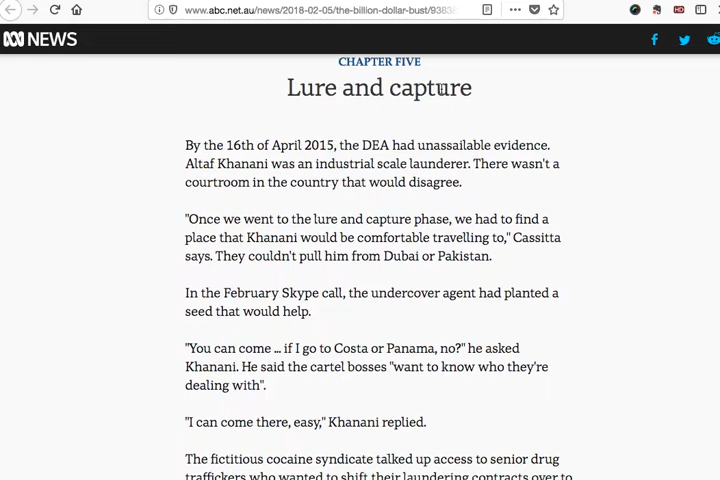 www.abc.net.au/news/2018-02-05/the-billion-dollar-bust/9383
HD
ABC NEWS
CHAPTER FIVE
Lure and capture
By the 16th of April 2015, the DEA had unassailable evidence.
Altaf Khanani was an industrial scale launderer. There wasn't a
courtroom in the country that would disagree.
"Once we went to the lure and capture phase, we had to find a
place that Khanani would be comfortable travelling to," Cassitta
says. They couldn't pull him from Dubai or Pakistan.
In the February Skype call, the undercover agent had planted a
seed that would help.
"You can come ... if I go to Costa or Panama, no?" he asked
Khanani. He said the cartel bosses "want to know who they're
dealing with".
"I can come there, easy," Khanani replied.
The fictitious cocaine syndicate talked up access to senior drug
traffickers who wanted to shift their laundering contracts over to